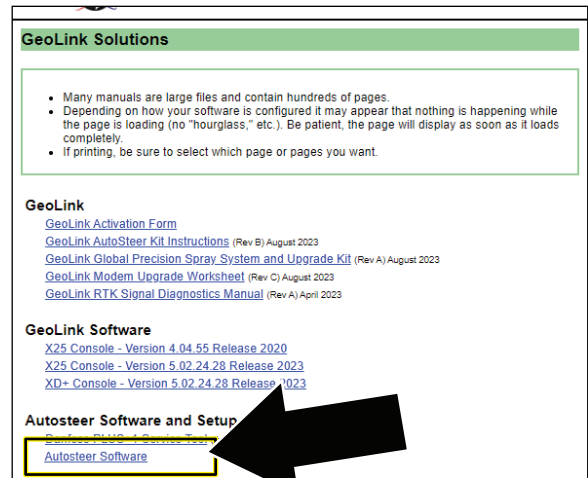 GeoLink Solutions
• Many manuals are large files and contain hundreds of pages.
• Depending on how your software is configured it may appear that nothing is happening while
the page is loading (no "hourglass," etc.). Be patient, the page will display as soon as it loads
completely.
• If printing, be sure to select which page or pages you want.
GeoLink
GeoLink Activation Form
GeoLink AutoSteer Kit Instructions (Rev B) August 2023
GeoLink Global Precision Spray System and Upgrade Kit (Rev A) August 2023
GeoLink Modem Upgrade Worksheet (Rev C) August 2023
GeoLink RTK Signal Diagnostics Manual (Rev A) April 2023
GeoLink Software
X25 Console - Version 4.04.55 Release 2020
X25 Console - Version 5.02.24.28 Release 2023
XD+ Console - Version 5.02.24.28 Release 2023
Autosteer Software and Setup
Danfoss PLUS+1 Service Tool
Autosteer Software